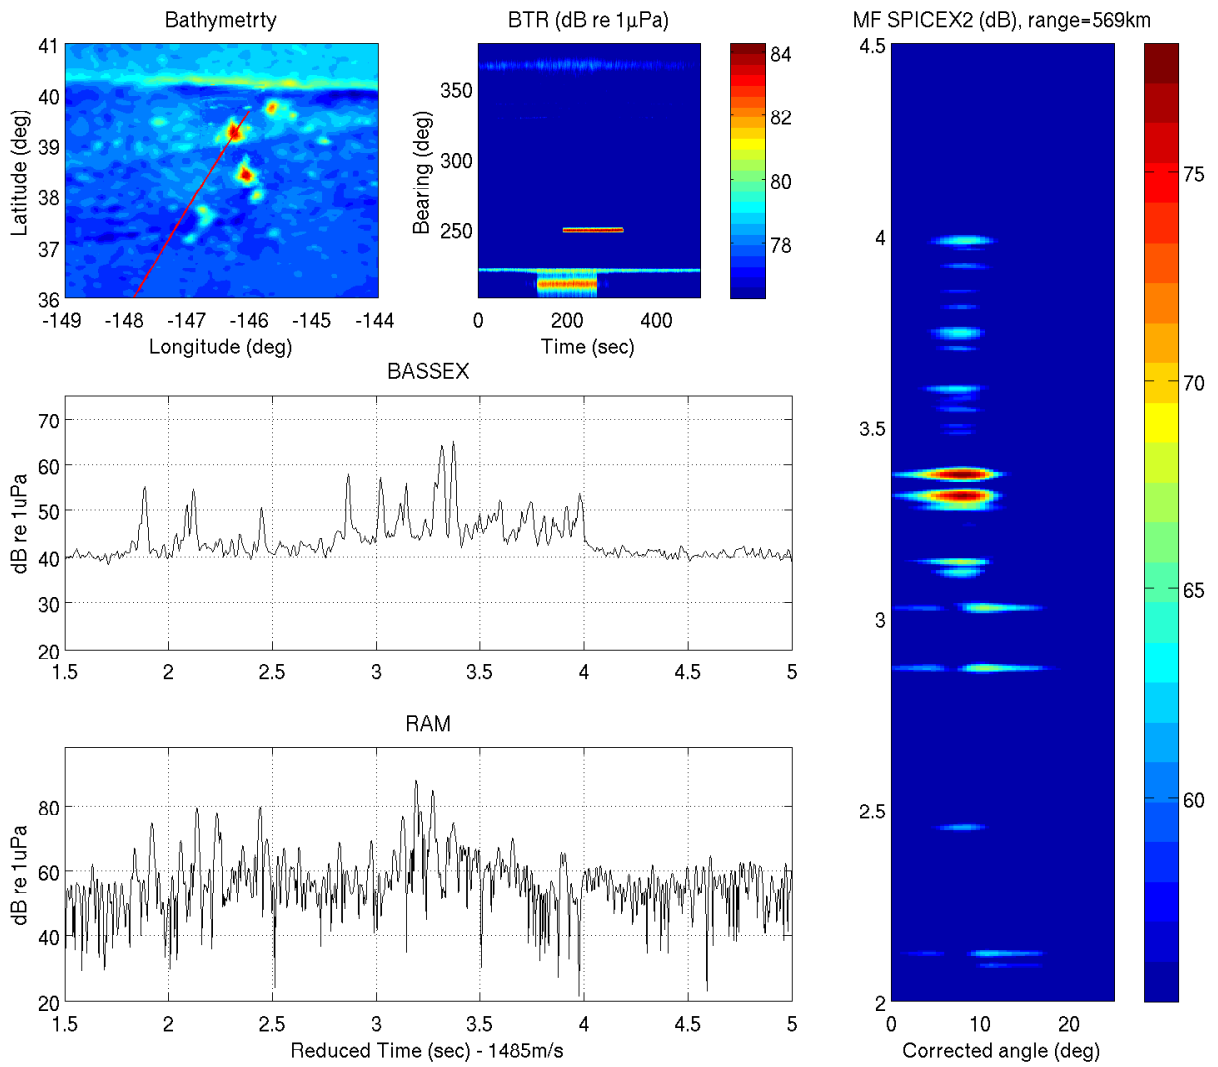 Bathymetrty
41
40
39
38
37
36
Latitude (deg)
-149 -148 -147 -146 -145 -144
Longitude (deg)
BTR (dB re 1μPa)
350
300
250
Bearing (deg)
0 200 400
Time (sec)
84
82
80
78
MF SPICEX2 (dB), range=569km
4.5
4
3.5
3
2.5
2
0 10 20
Corrected angle (deg)
75
70
65
60
BASSEX
70
60
50
40
30
20
dB re 1uPa
1.5 2 2.5 3 3.5 4 4.5 5
RAM
80
60
40
20
dB re 1uPa
1.5 2 2.5 3 3.5 4 4.5 5
Reduced Time (sec) - 1485m/s